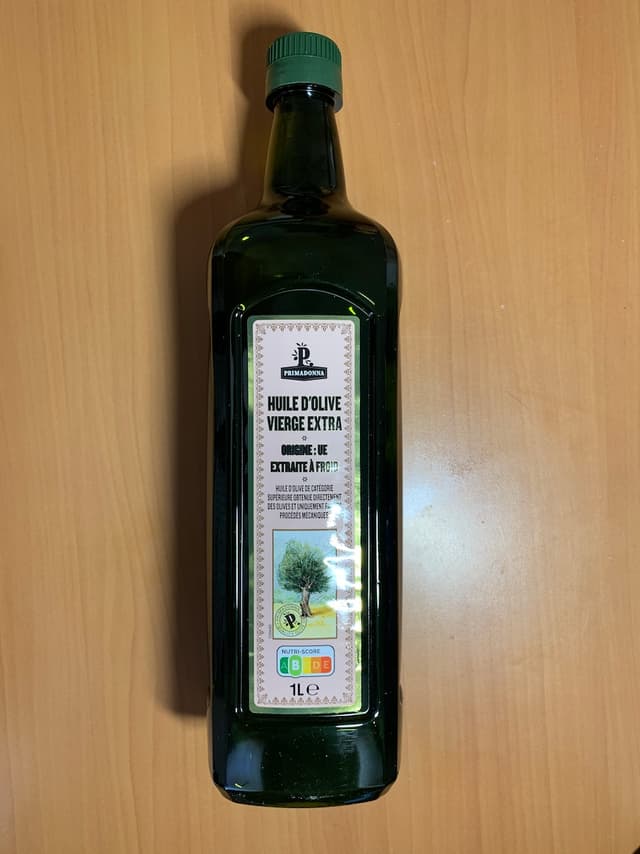 P
PRIMADONNA
HUILE D'OLIVE
VIERGE EXTRA
ORIGINE : UE
EXTRAITE À FROID
HUILE D'OLIVE DE CATÉGORIE
SUPÉRIEURE OBTENUE DIRECTEMENT
DES OLIVES ET UNIQUEMENT
PROCÉDÉS MÉCANIQUES
P.
NUTRI-SCORE
A B C D E
1L ℮